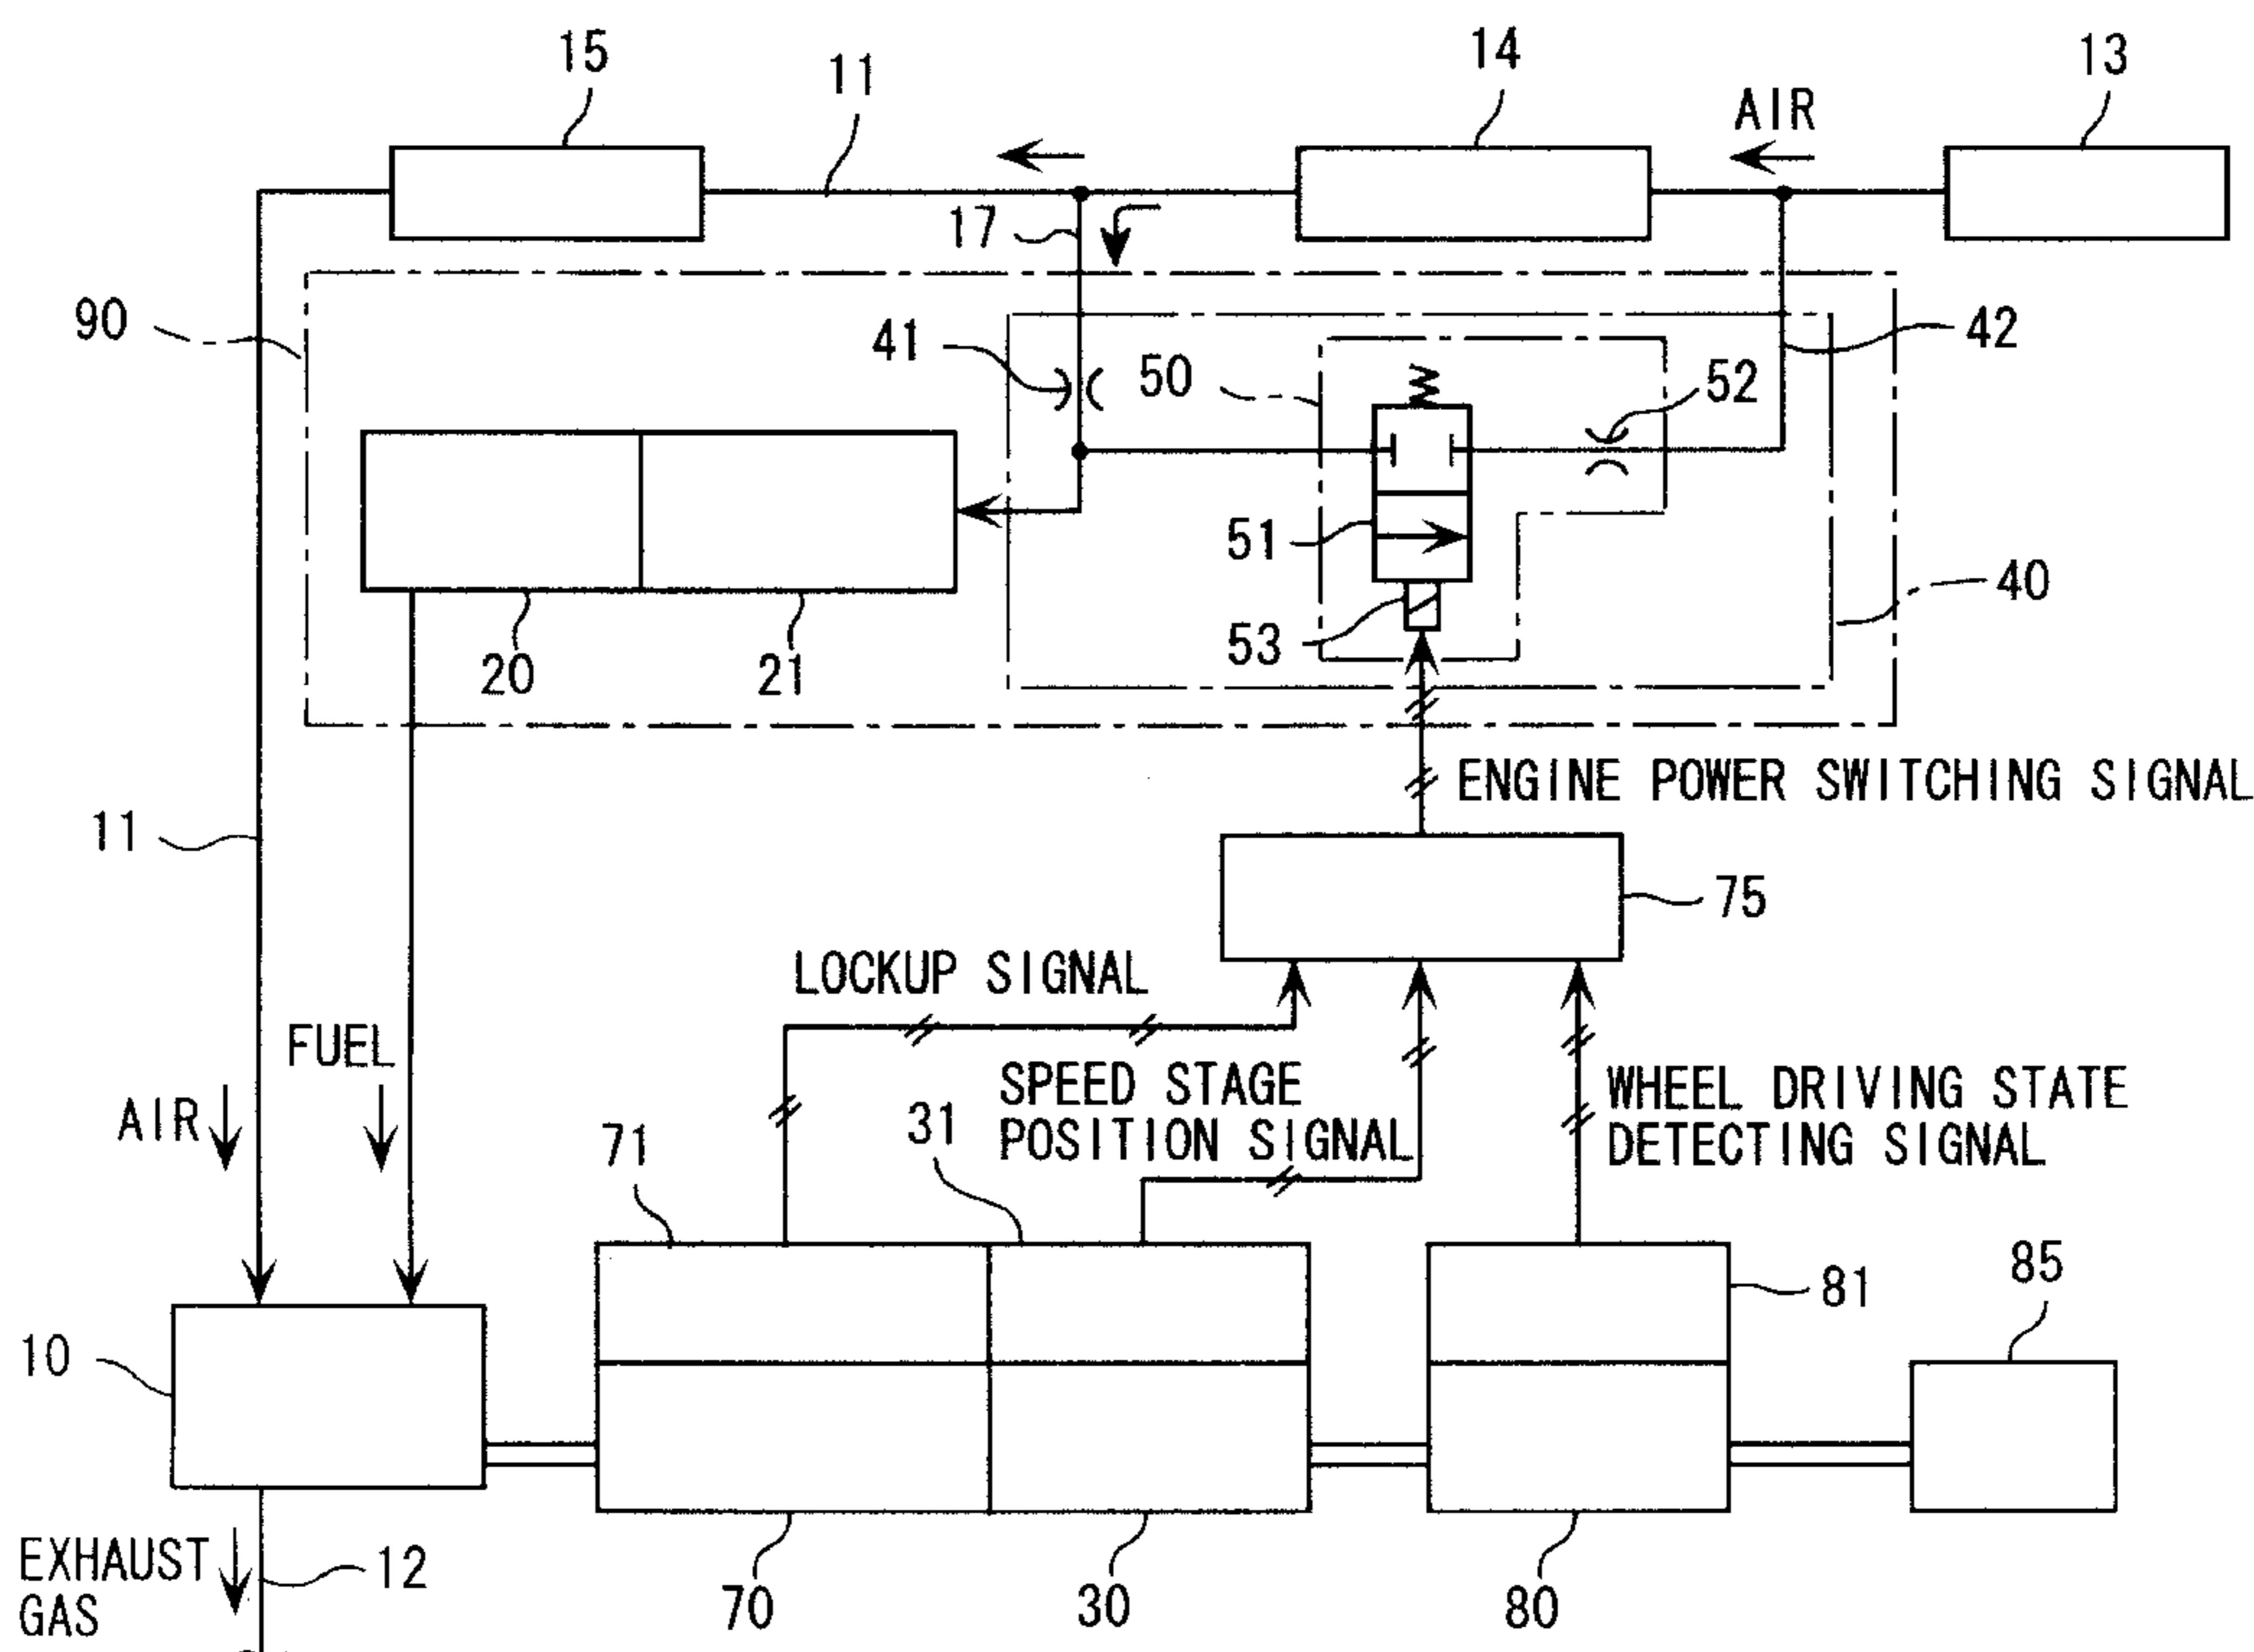 15
11
14
AIR
13
17
90
41
50
52
42
51
53
40
20
21
ENGINE POWER SWITCHING SIGNAL
11
75
LOCKUP SIGNAL
FUEL
AIR
SPEED STAGE
POSITION SIGNAL
WHEEL DRIVING STATE
DETECTING SIGNAL
71
31
81
85
10
EXHAUST
GAS
12
70
30
80